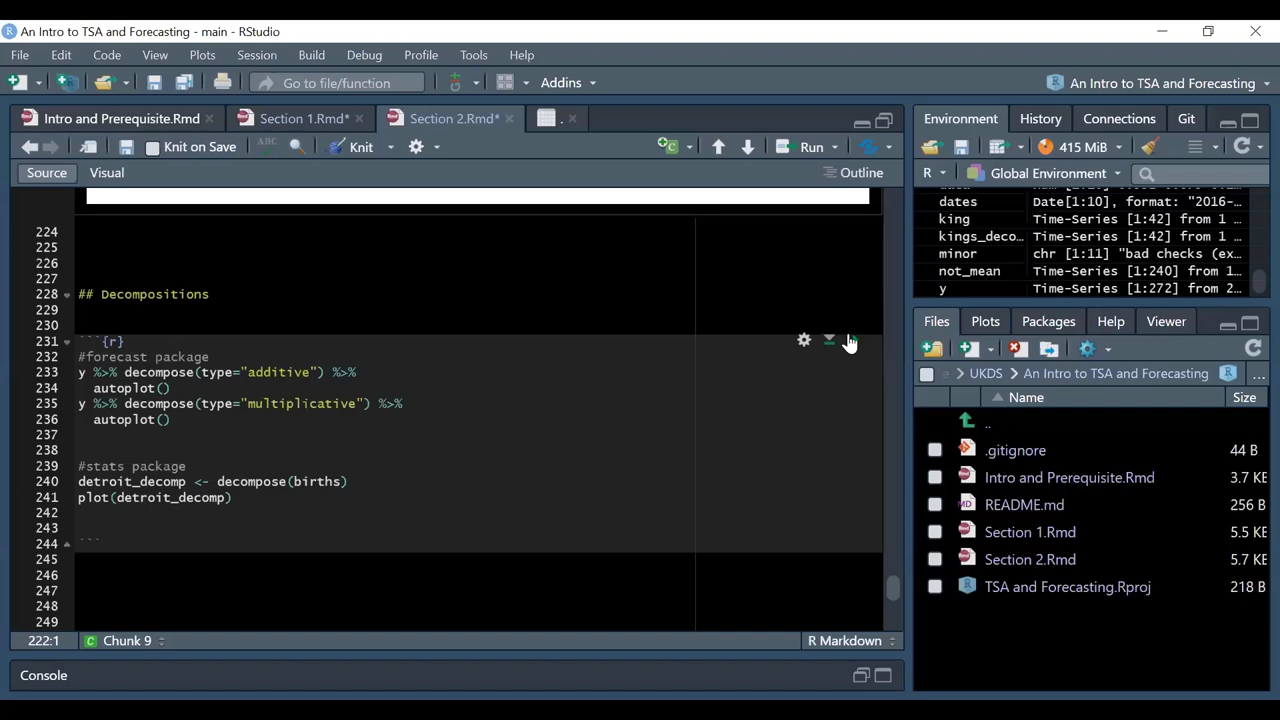 An Intro to TSA and Forecasting - main - RStudio
File Edit Code View Plots Session Build Debug Profile Tools Help
Go to file/function Addins An Intro to TSA and Forecasting
Intro and Prerequisite.Rmd Section 1.Rmd* Section 2.Rmd* .
Knit on Save ABC Knit Run
Source Visual Outline
224
225
226
227
228 ## Decompositions
229
230
231 ```{r}
232 #forecast package
233 y %>% decompose(type="additive") %>%
234 autoplot()
235 y %>% decompose(type="multiplicative") %>%
236 autoplot()
237
238
239 #stats package
240 detroit_decomp <- decompose(births)
241 plot(detroit_decomp)
242
243
244 ```
245
246
247
248
249
222:1 Chunk 9 R Markdown
Console
Environment History Connections Git
415 MiB
R Global Environment
dates Date[1:10], format: "2016-…
king Time-Series [1:42] from 1 …
kings_deco… Time-Series [1:42] from 1 …
minor chr [1:11] "bad checks (ex…
not_mean Time-Series [1:240] from 1…
y Time-Series [1:272] from 2…
Files Plots Packages Help Viewer
e > UKDS > An Intro to TSA and Forecasting ...
Name Size
..
.gitignore 44 B
Intro and Prerequisite.Rmd 3.7 KE
README.md 256 B
Section 1.Rmd 5.5 KE
Section 2.Rmd 5.7 KE
TSA and Forecasting.Rproj 218 B